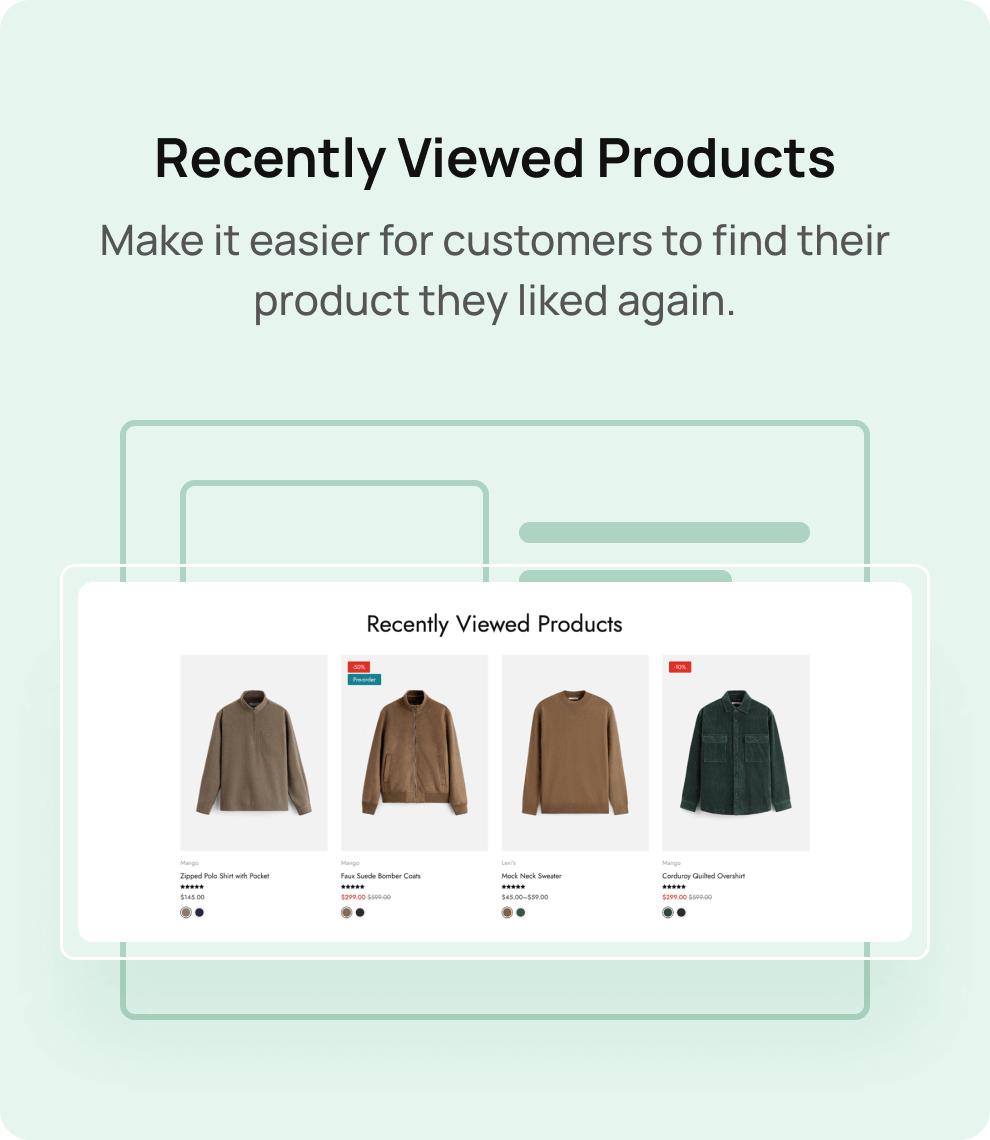 Recently Viewed Products
Make it easier for customers to find their
product they liked again.
Recently Viewed Products
-50%
Pre-order
-10%
Mango
Mango
Levi's
Mango
Zipped Polo Shirt with Pocket
Faux Suede Bomber Coats
Mock Neck Sweater
Corduroy Quilted Overshirt
$145.00
$299.00 $599.00
$45.00–$59.00
$299.00 $599.00